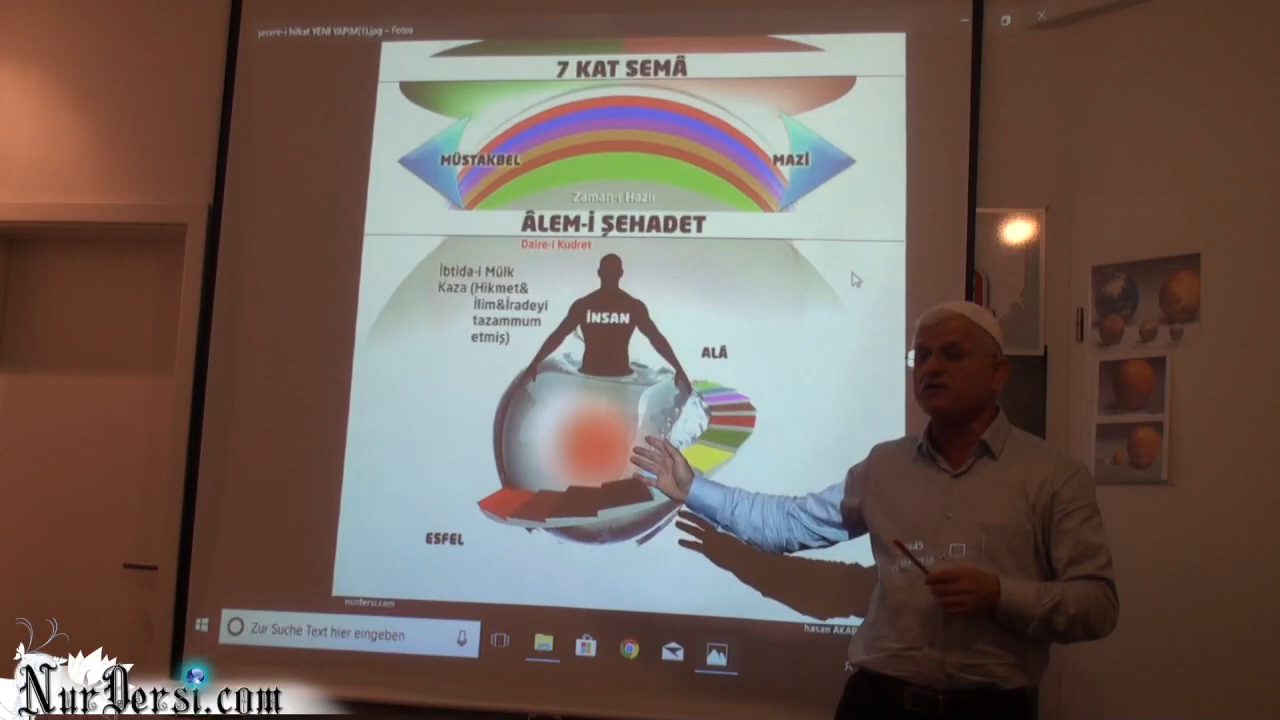 şecere-i hilkat YENİ YAPIM(1).jpg – Fotos
7 KAT SEMÂ
MÜSTAKBEL
MAZİ
Zaman-ı Hazır
ÂLEM-İ ŞEHADET
Daire-i Kudret
İbtida-i Mülk
Kaza (Hikmet&
İlim&İradeyi
tazammum
etmiş)
İNSAN
ALÂ
ESFEL
nurdersi.com
Zur Suche Text hier eingeben
NurDersi.com